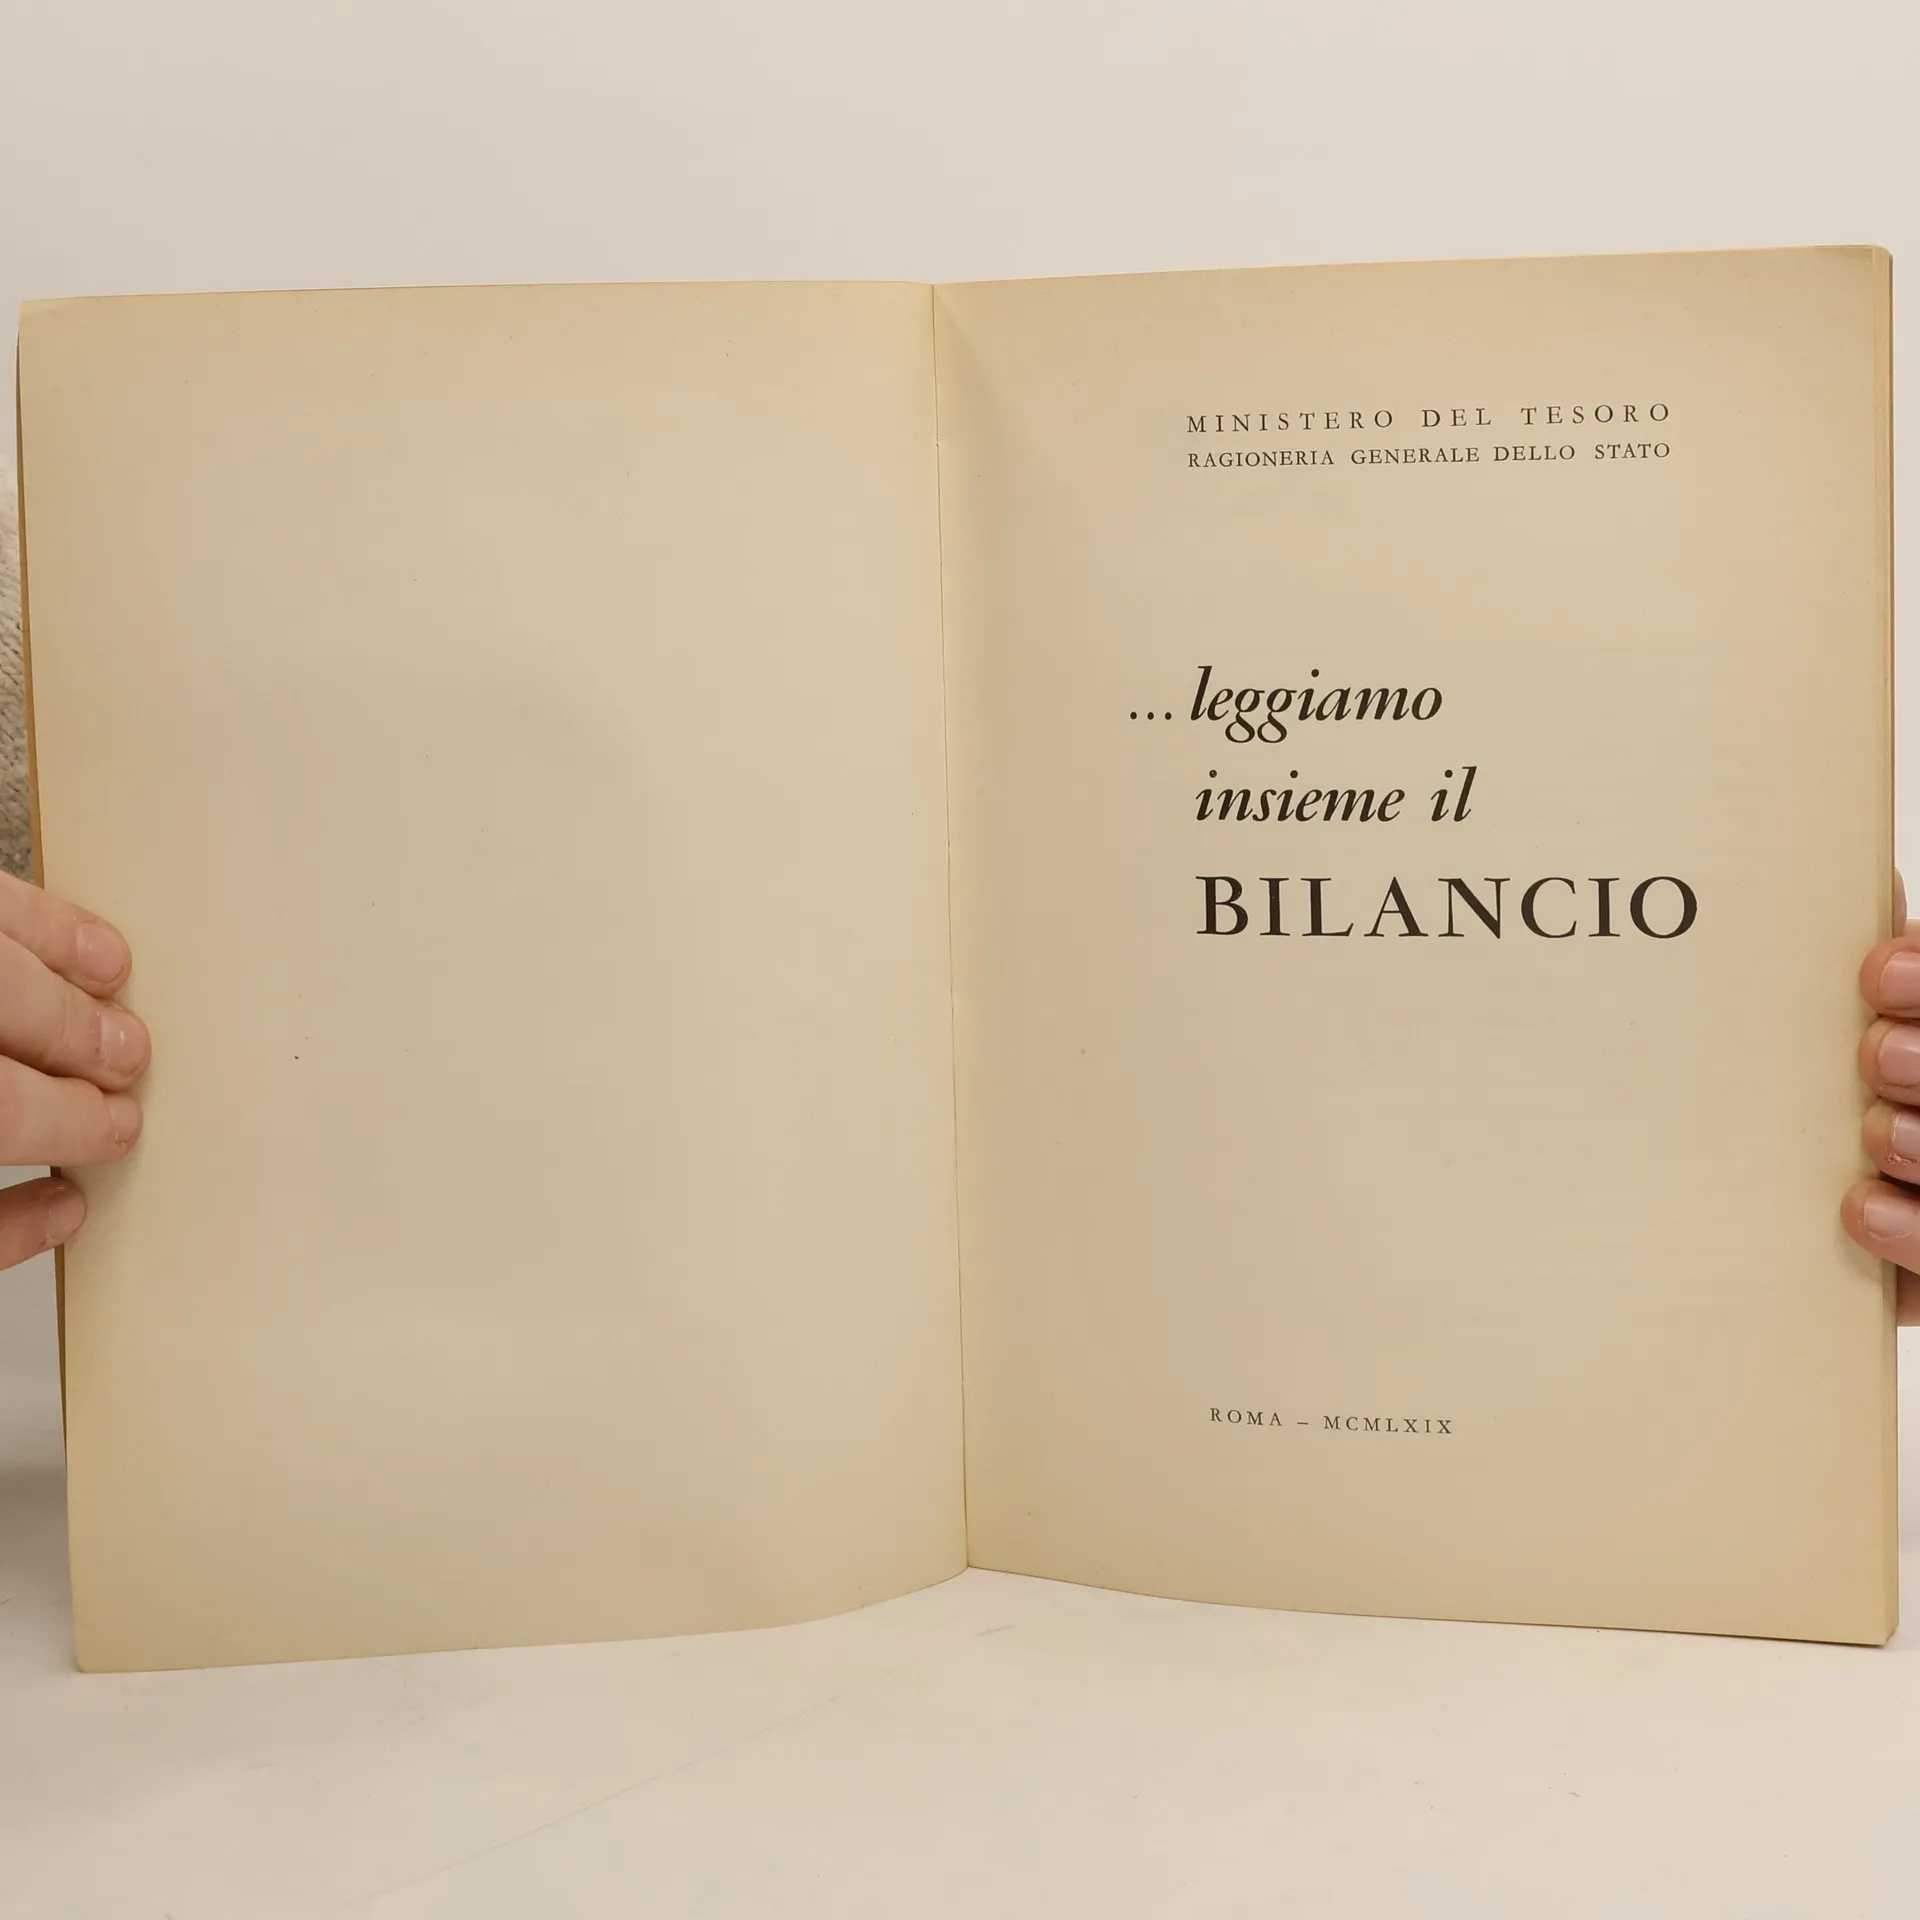 MINISTERO DEL TESORO
RAGIONERIA GENERALE DELLO STATO
... leggiamo
insieme il
BILANCIO
ROMA – MCMLXIX